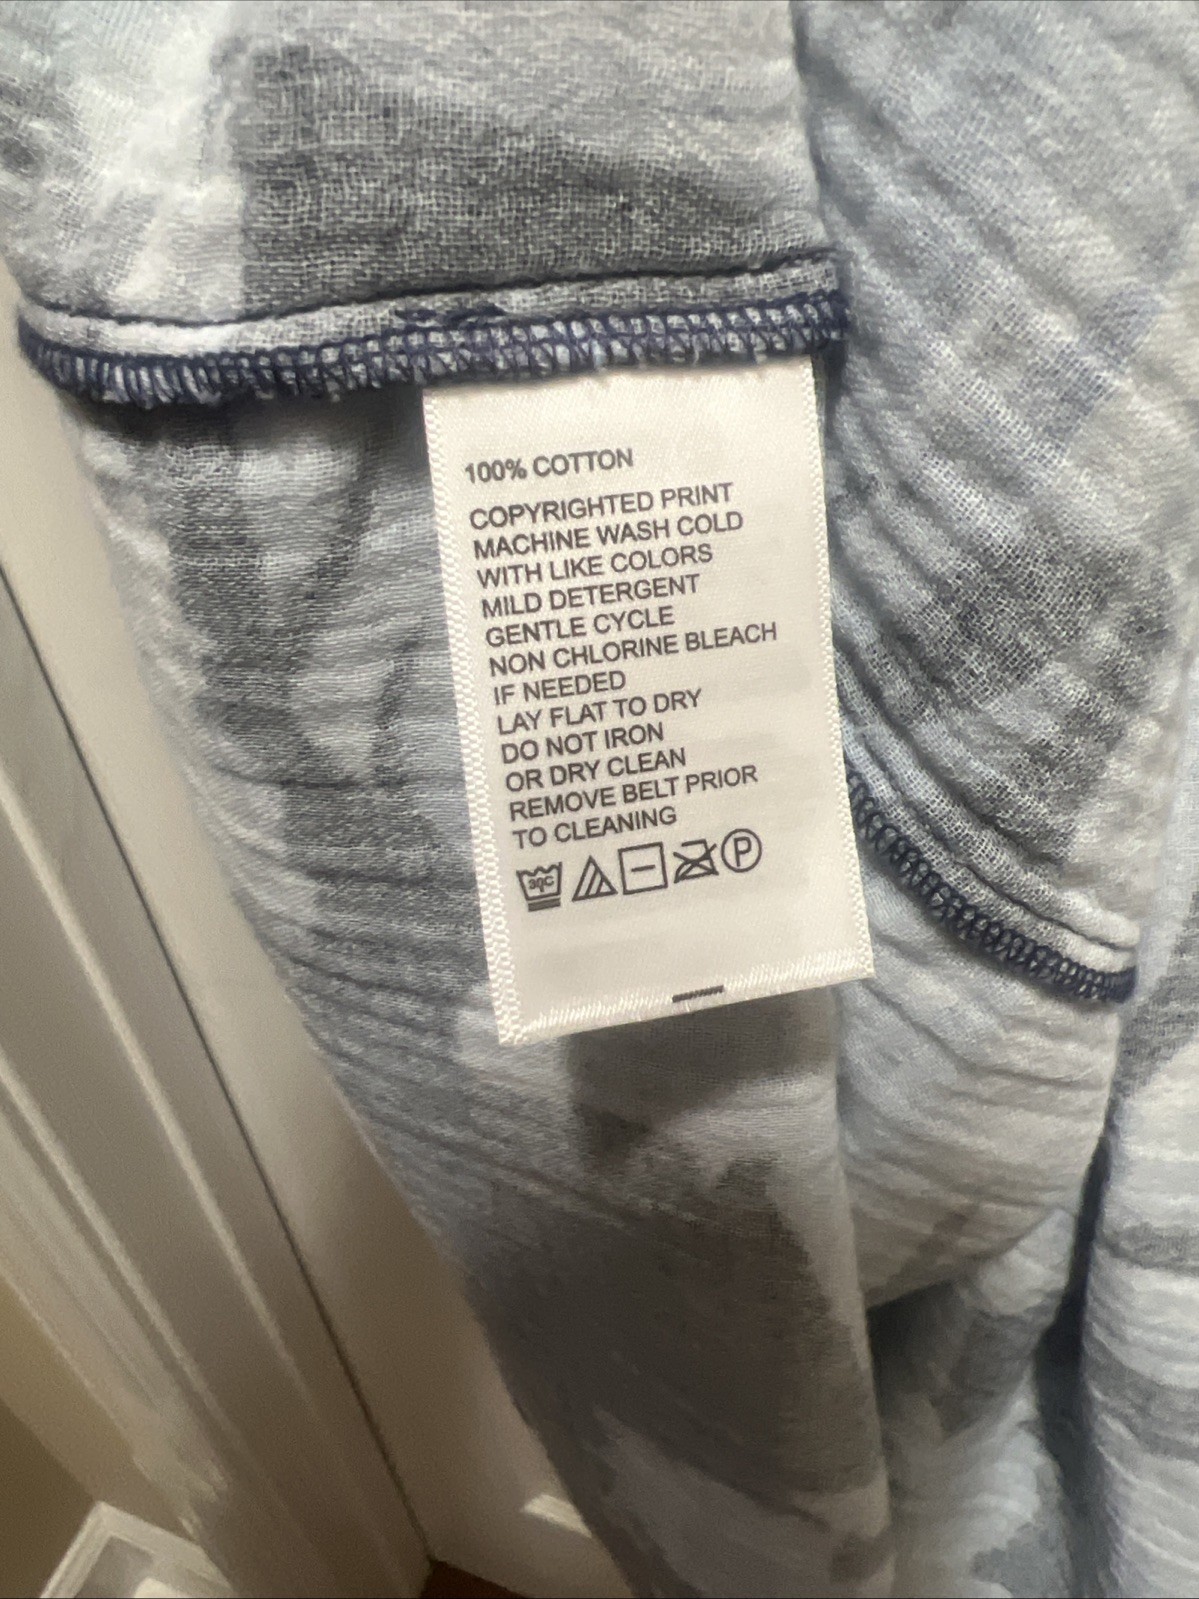 100% COTTON
COPYRIGHTED PRINT
MACHINE WASH COLD
WITH LIKE COLORS
MILD DETERGENT
GENTLE CYCLE
NON CHLORINE BLEACH
IF NEEDED
LAY FLAT TO DRY
DO NOT IRON
OR DRY CLEAN
REMOVE BELT PRIOR
TO CLEANING
30C P